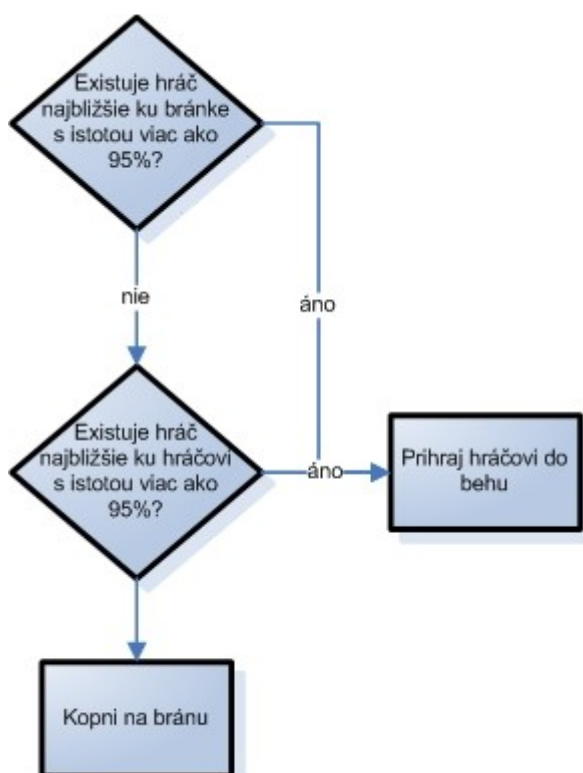 Existuje hráč
najbližšie ku bránke
s istotou viac ako
95%?
nie
áno
Existuje hráč
najbližšie ku hráčovi
s istotou viac ako
95%?
áno
Prihraj hráčovi do
behu
Kopni na bránu